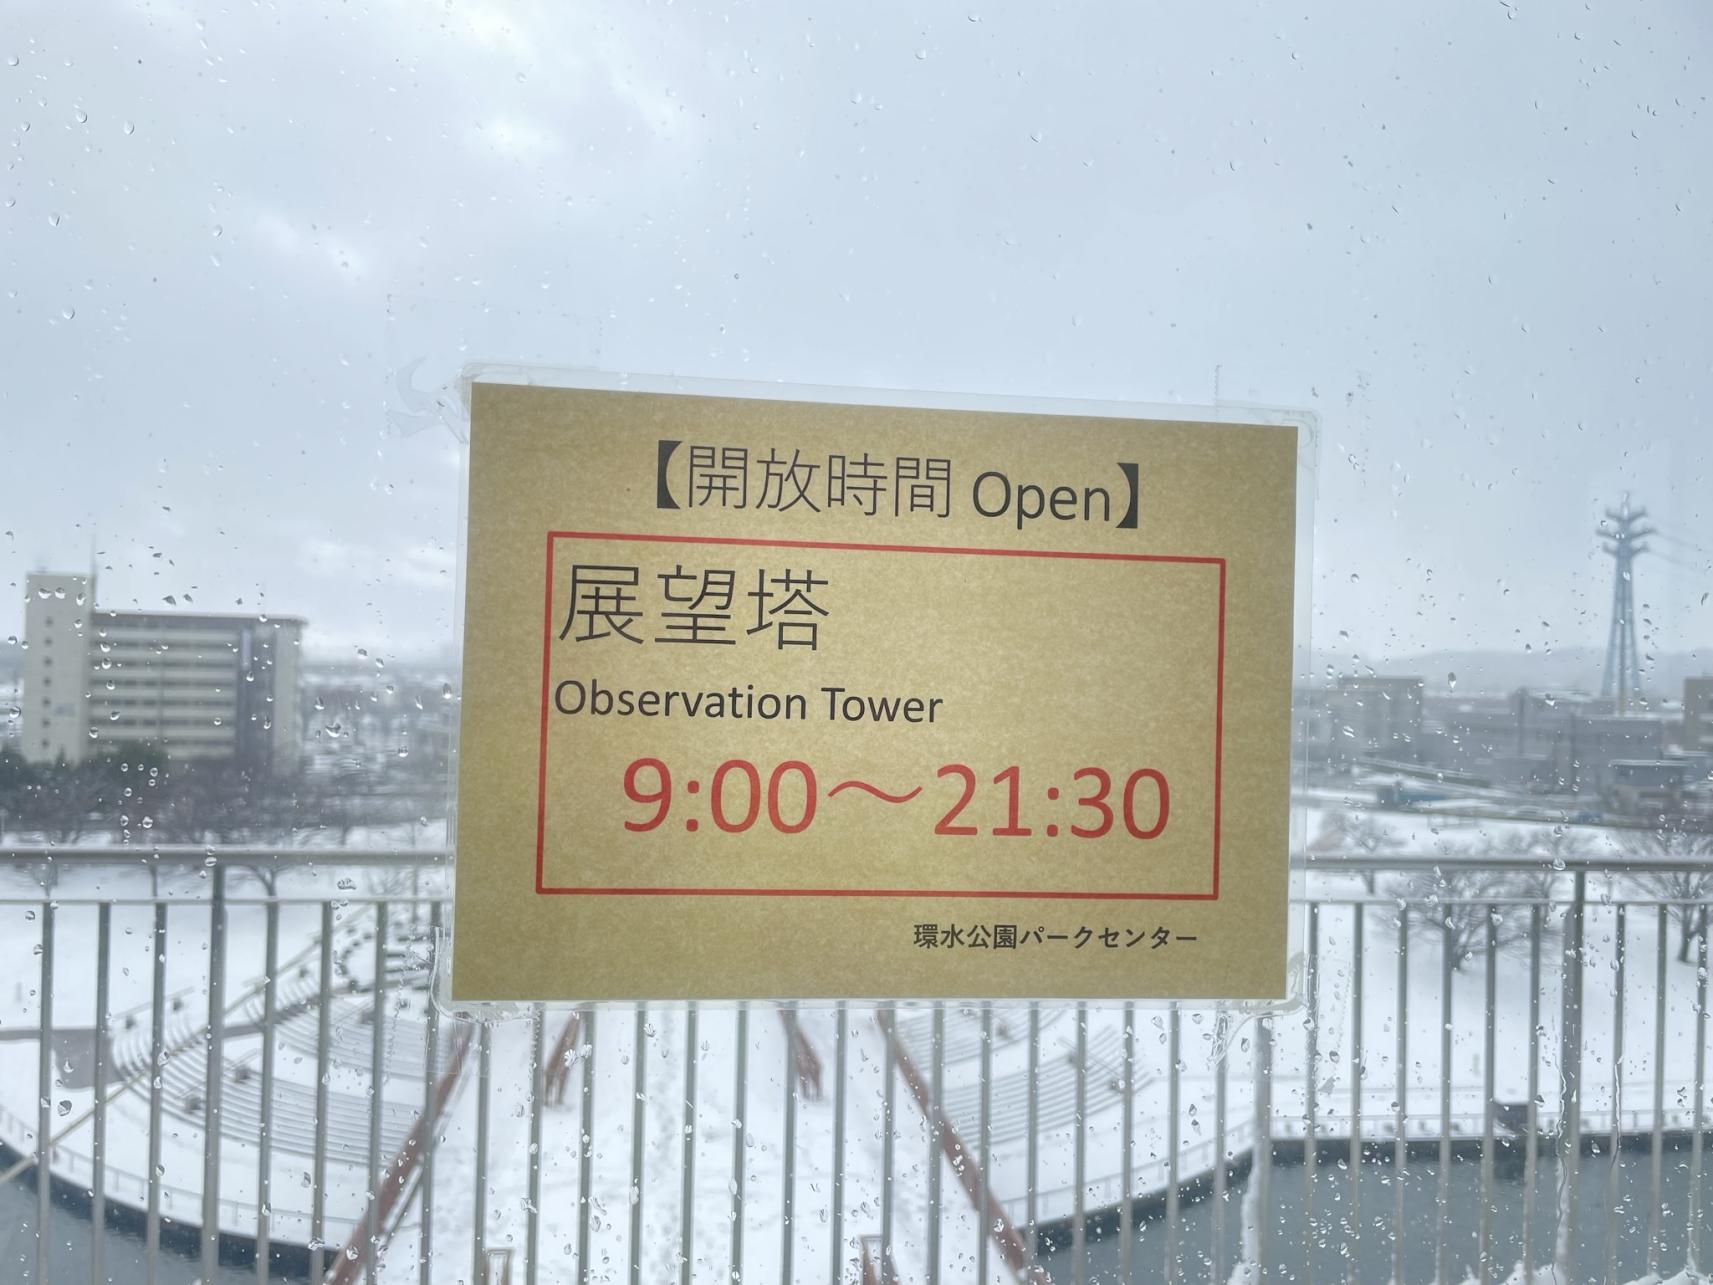 【開放時間 Open】
展望塔
Observation Tower
9:00～21:30
環水公園パークセンター